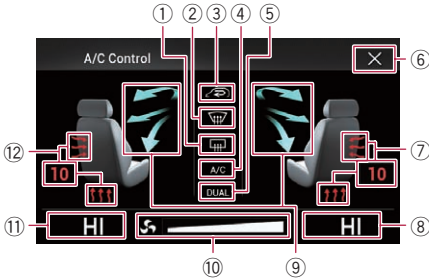 ① ② ③ ④ ⑤
A/C Control
⑥
⑫
⑦
10
A/C
10
DUAL
⑪
HI
HI
⑧
⑩
⑨